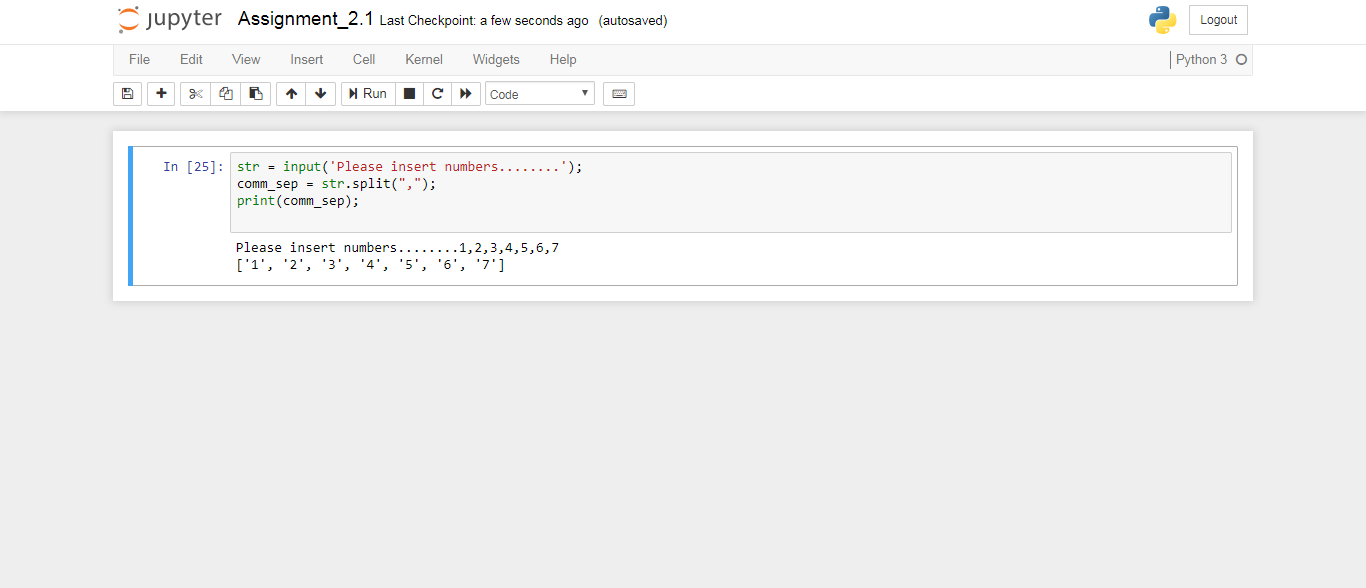 jupyter Assignment_2.1 Last Checkpoint: a few seconds ago (autosaved) Logout
File Edit View Insert Cell Kernel Widgets Help Python 3
Run Code
In [25]: str = input('Please insert numbers........');
comm_sep = str.split(",");
print(comm_sep);
Please insert numbers........1,2,3,4,5,6,7
['1', '2', '3', '4', '5', '6', '7']